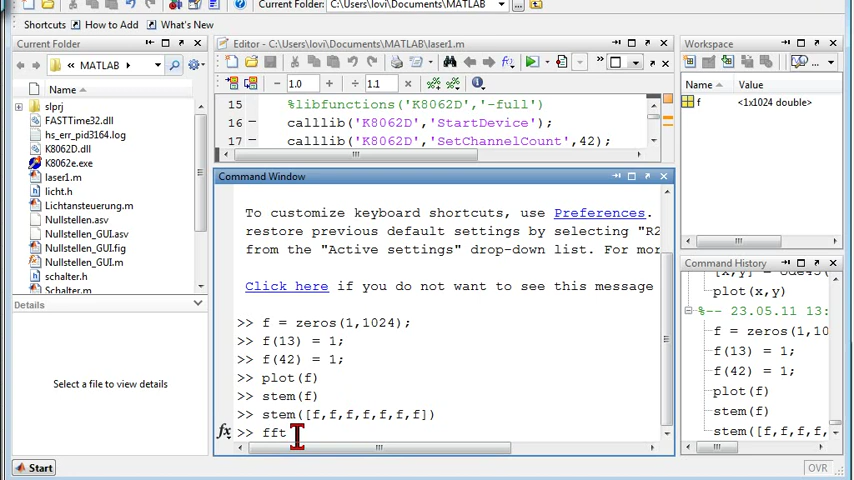 Directory: C:\Users\lovi\Documents\MATLAB
Shortcuts How to Add What's New
Current Folder
MATLAB
Name
slprj
FASTTime32.dll
hs_err_pid3164.log
K8062D.dll
K8062e.exe
laser1.m
licht.h
Lichtansteuerung.m
Nullstellen.asv
Nullstellen_GUI.asv
Nullstellen_GUI.fig
Nullstellen_GUI.m
schalter.h
Schalter.m
Details
Select a file to view details
Start
Editor - C:\Users\lovi\Documents\MATLAB\laser1.m
1.0 1.1
15 %libfunctions('K8062D','-full')
16 calllib('K8062D','StartDevice');
17 calllib('K8062D','SetChannelCount',42);
Command Window
To customize keyboard shortcuts, use Preferences.
restore previous default settings by selecting "R2
from the "Active settings" drop-down list. For mor
Click here if you do not want to see this message
>> f = zeros(1,1024);
>> f(13) = 1;
>> f(42) = 1;
>> plot(f)
>> stem(f)
>> stem([f,f,f,f,f,f,f])
fx >> fft
Workspace
Name Value
f <1x1024 double>
Command History
[x,y] = ode45(
plot(x,y)
%-- 23.05.11 13:
f = zeros(1,10
f(13) = 1;
f(42) = 1;
plot(f)
stem(f)
stem([f,f,f,f,
OVR